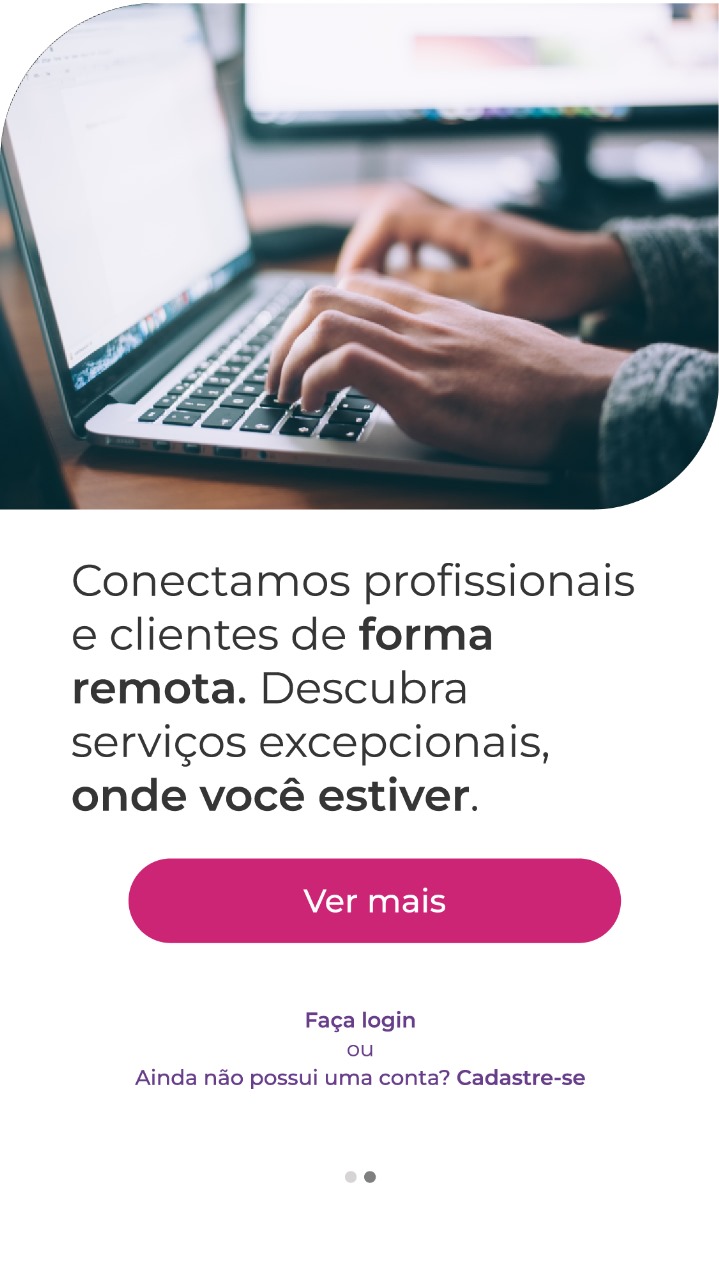 Conectamos profissionais
e clientes de forma
remota. Descubra
serviços excepcionais,
onde você estiver.
Ver mais
Faça login
ou
Ainda não possui uma conta? Cadastre-se